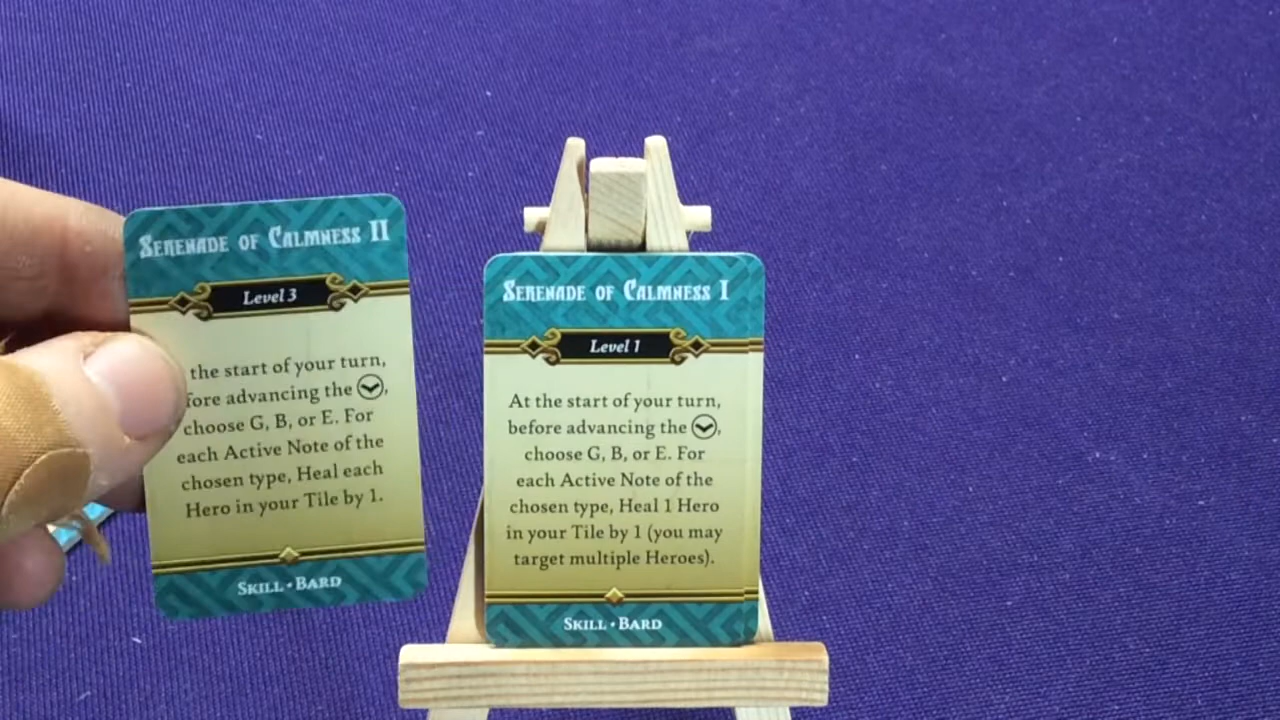 SERENADE OF CALMNESS II
Level 3
the start of your turn,
fore advancing the
choose G, B, or E. For
each Active Note of the
chosen type, Heal each
Hero in your Tile by 1.
SKILL • BARD
SERENADE OF CALMNESS I
Level 1
At the start of your turn,
before advancing the ,
choose G, B, or E. For
each Active Note of the
chosen type, Heal 1 Hero
in your Tile by 1 (you may
target multiple Heroes).
SKILL • BARD